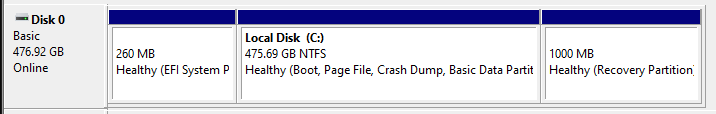 Disk 0
Basic
476.92 GB
Online
260 MB
Healthy (EFI System P
Local Disk (C:)
475.69 GB NTFS
Healthy (Boot, Page File, Crash Dump, Basic Data Partit
1000 MB
Healthy (Recovery Partition)